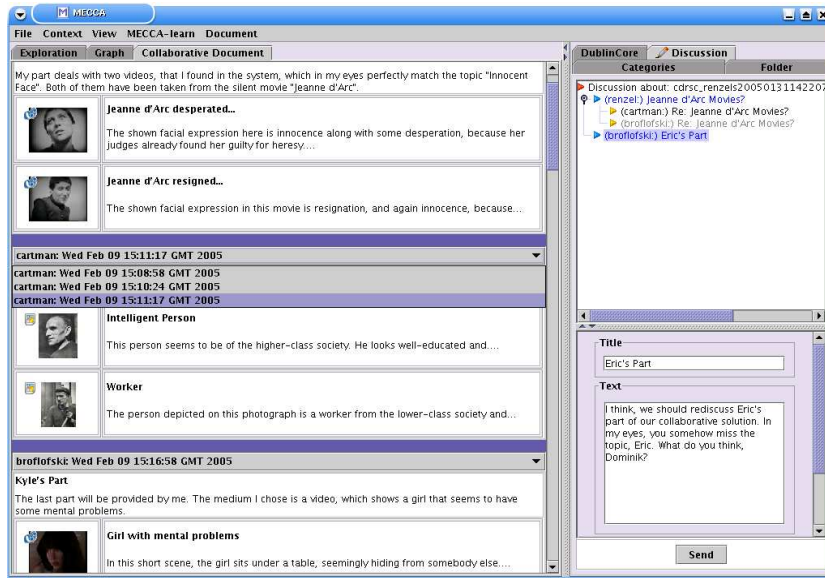 MECCA
File Context View MECCA-learn Document
Exploration Graph Collaborative Document
My part deals with two videos, that I found in the system, which in my eyes perfectly match the topic "Innocent
Face". Both of them have been taken from the silent movie "Jeanne d'Arc".
Jeanne d'Arc desperated...
The shown facial expression here is innocence along with some desperation, because her
judges already found her guilty for heresy....
Jeanne d'Arc resigned...
The shown facial expression in this movie is resignation, and again innocence, because...
cartman: Wed Feb 09 15:11:17 GMT 2005
cartman: Wed Feb 09 15:08:58 GMT 2005
cartman: Wed Feb 09 15:10:24 GMT 2005
cartman: Wed Feb 09 15:11:17 GMT 2005
Intelligent Person
This person seems to be of the higher-class society. He looks well-educated and....
Worker
The person depicted on this photograph is a worker from the lower-class society and...
broflofski: Wed Feb 09 15:16:58 GMT 2005
Kyle's Part
The last part will be provided by me. The medium I chose is a video, which shows a girl that seems to have
some mental problems.
Girl with mental problems
In this short scene, the girl sits under a table, seemingly hiding from somebody else....
DublinCore Discussion
Categories Folder
Discussion about: cdrsc_renzels20050131142207
(renzel:) Jeanne d'Arc Movies?
(cartman:) Re: Jeanne d'Arc Movies?
(broflofski:) Re: Jeanne d'Arc Movies?
(broflofski:) Eric's Part
Title
Eric's Part
Text
I think, we should rediscuss Eric's
part of our collaborative solution. In
my eyes, you somehow miss the
topic, Eric. What do you think,
Dominik?
Send